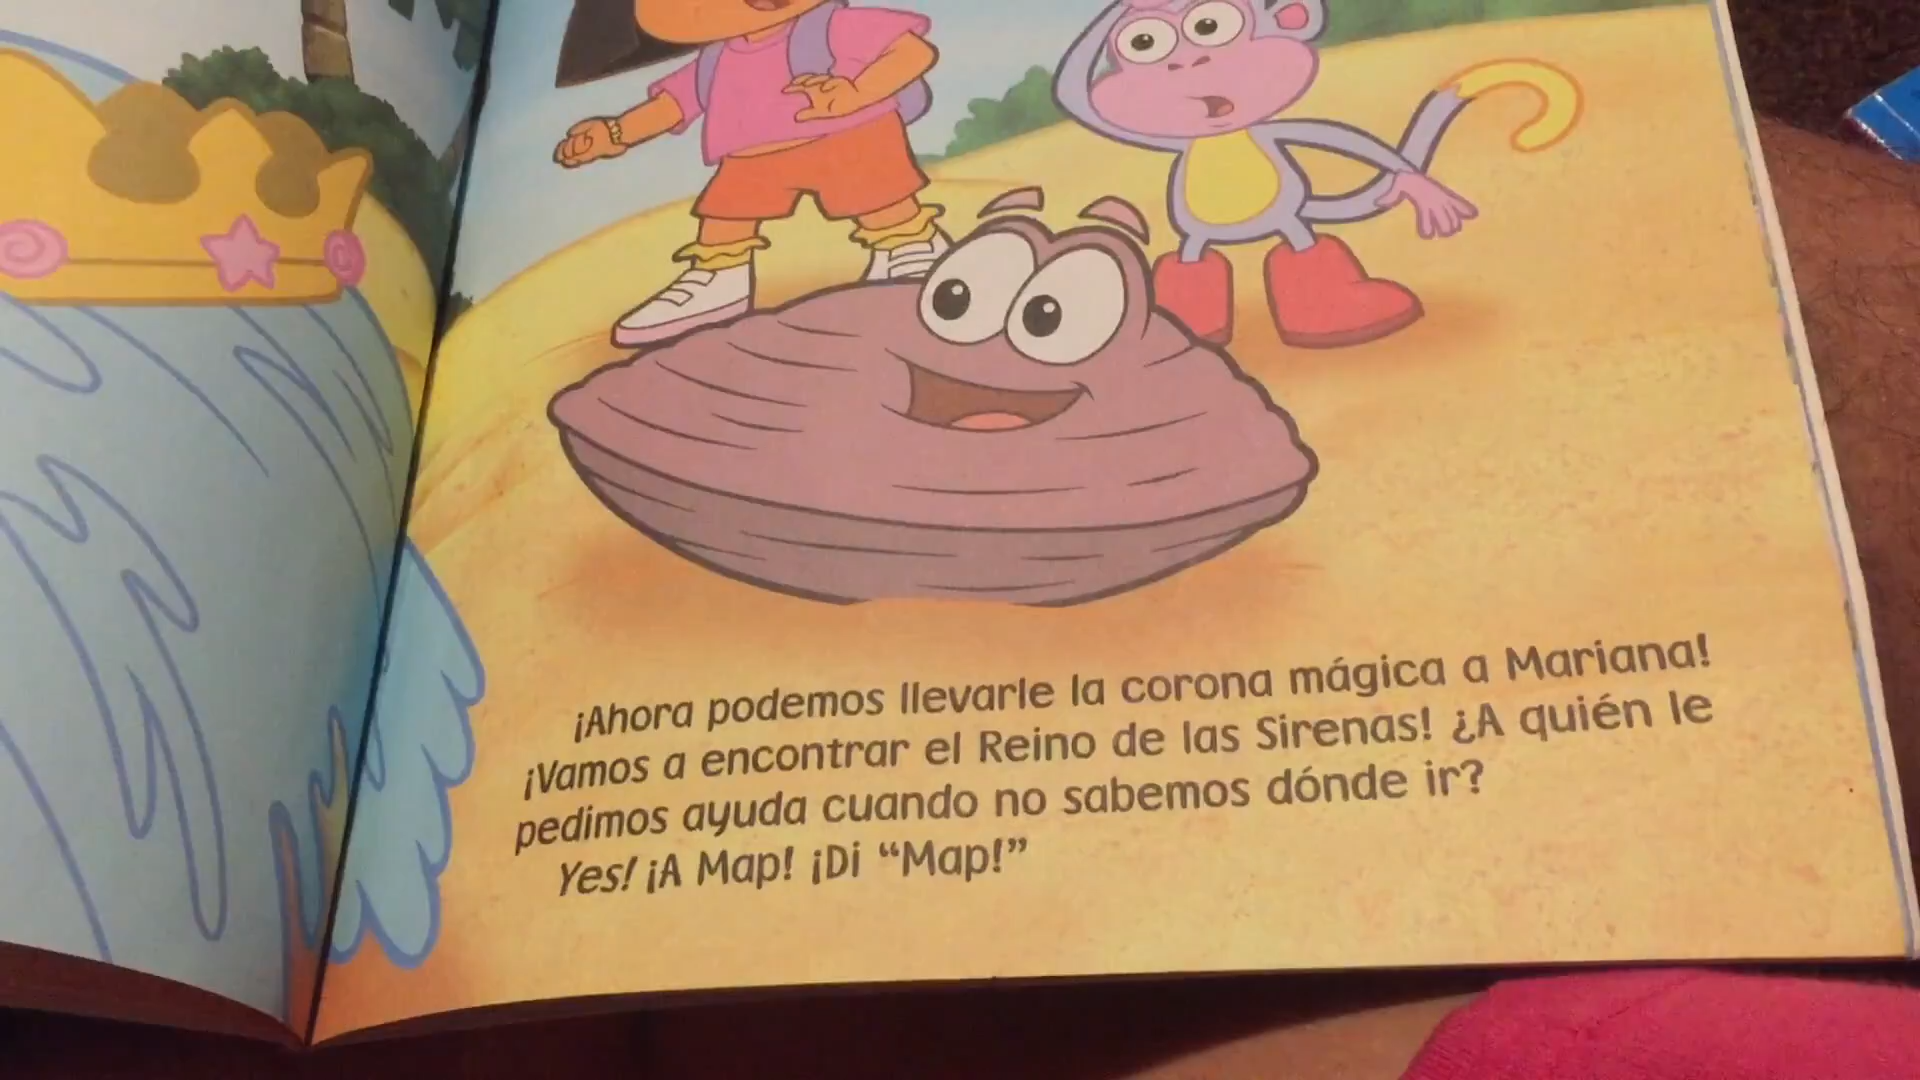 ¡Ahora podemos llevarle la corona mágica a Mariana!
¡Vamos a encontrar el Reino de las Sirenas! ¿A quién le
pedimos ayuda cuando no sabemos dónde ir?
Yes! ¡A Map! ¡Di “Map!”